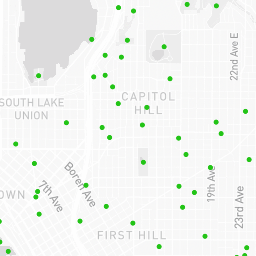 22nd Ave E
SOUTH LAKE
UNION
CAPITOL
HILL
Boren Ave
7th Ave
OWN
19th Ave
23rd Ave
FIRST HILL